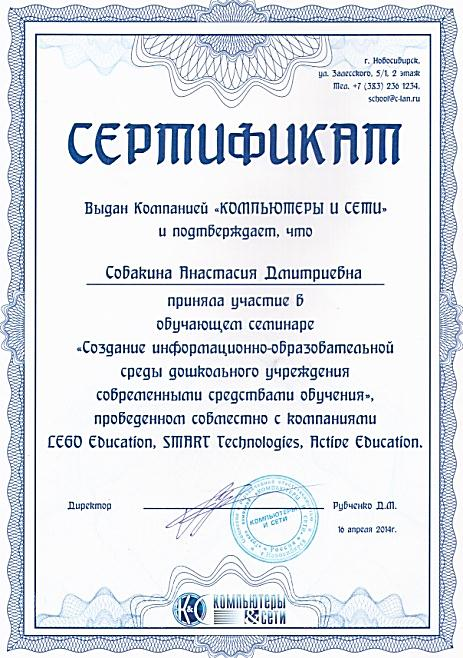 г. Новосибирск,
ул. Залесского, 5/1, 2 этаж
Тел. +7 (383) 236 1234,
school@c-lan.ru
СЕРТИФИКАТ
Выдан Компанией «КОМПЬЮТЕРЫ И СЕТИ»
и подтверждает, что
Собакина Анастасия Дмитриевна
приняла участие в
обучающем семинаре
«Создание информационно-образовательной
среды дошкольного учреждения
современными средствами обучения»,
проведенном совместно с компаниями
LEGO Education, SMART Technologies, Active Education.
Директор
Рубченко Д.М.
КОМПЬЮТЕРЫ
И СЕТИ
16 апреля 2014г.
К&С
КОМПЬЮТЕРЫ
&СЕТИ